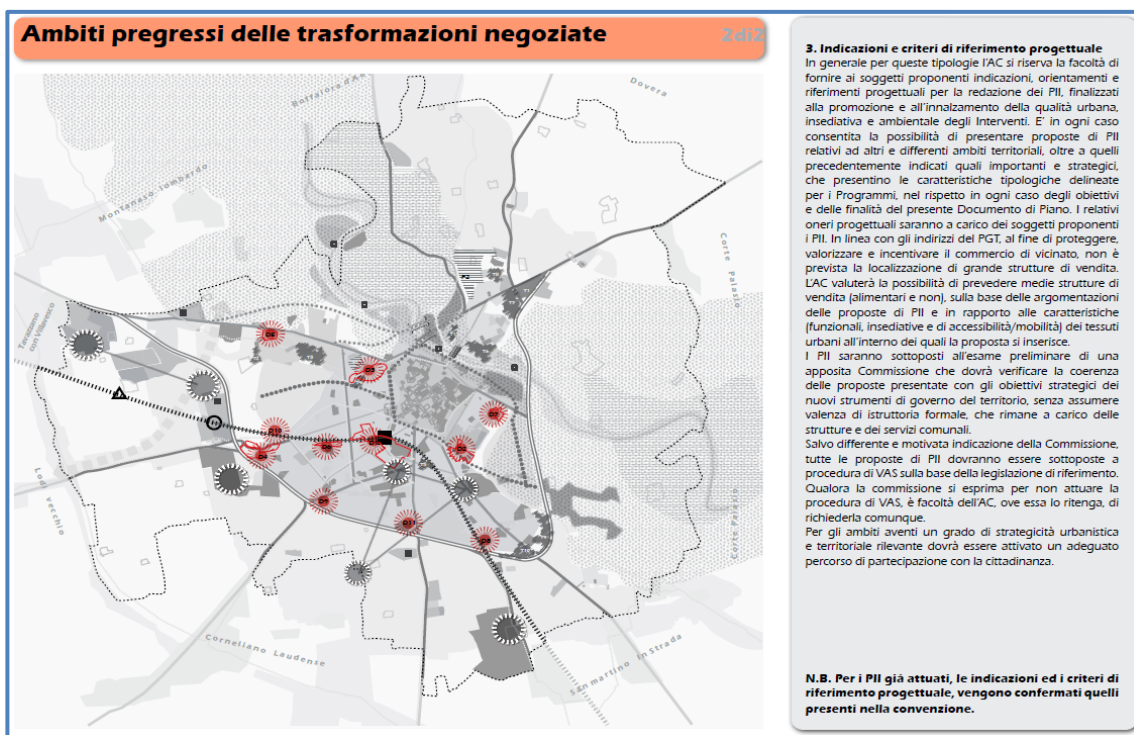 Ambiti pregressi delle trasformazioni negoziate
2di2
Boffalora d'Adda
Dovera
Montanaso lombardo
Corte Palasio
Tavazzano
con Villavesco
Lodi vecchio
Corte Palasio
Corneliano Laudense
San martino in Strada
3. Indicazioni e criteri di riferimento progettuale
In generale per queste tipologie l'AC si riserva la facoltà di
fornire ai soggetti proponenti indicazioni, orientamenti e
riferimenti progettuali per la redazione dei PII, finalizzati
alla promozione e all'innalzamento della qualità urbana,
insediativa e ambientale degli Interventi. E' in ogni caso
consentita la possibilità di presentare proposte di PII
relativi ad altri e differenti ambiti territoriali, oltre a quelli
precedentemente indicati quali importanti e strategici,
che presentino le caratteristiche tipologiche delineate
per i Programmi, nel rispetto in ogni caso degli obiettivi
e delle finalità del presente Documento di Piano. I relativi
oneri progettuali saranno a carico dei soggetti proponenti
i PII. In linea con gli indirizzi del PGT, al fine di proteggere,
valorizzare e incentivare il commercio di vicinato, non è
prevista la localizzazione di grande strutture di vendita.
L'AC valuterà la possibilità di prevedere medie strutture di
vendita (alimentari e non), sulla base delle argomentazioni
delle proposte di PII e in rapporto alle caratteristiche
(funzionali, insediative e di accessibilità/mobilità) dei tessuti
urbani all'interno dei quali la proposta si inserisce.
I PII saranno sottoposti all'esame preliminare di una
apposita Commissione che dovrà verificare la coerenza
delle proposte presentate con gli obiettivi strategici dei
nuovi strumenti di governo del territorio, senza assumere
valenza di istruttoria formale, che rimane a carico delle
strutture e dei servizi comunali.
Salvo differente e motivata indicazione della Commissione,
tutte le proposte di PII dovranno essere sottoposte a
procedura di VAS sulla base della legislazione di riferimento.
Qualora la commissione si esprima per non attuare la
procedura di VAS, è facoltà dell'AC, ove essa lo ritenga, di
richiederla comunque.
Per gli ambiti aventi un grado di strategicità urbanistica
e territoriale rilevante dovrà essere attivato un adeguato
percorso di partecipazione con la cittadinanza.
N.B. Per i PII già attuati, le indicazioni ed i criteri di
riferimento progettuale, vengono confermati quelli
presenti nella convenzione.